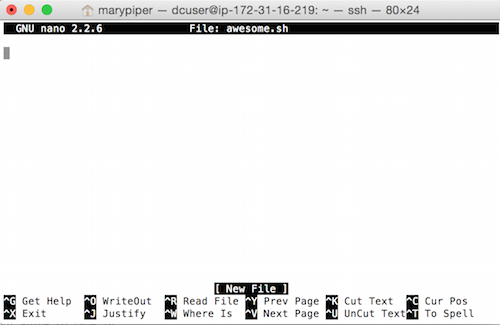 marypiper — dcuser@ip-172-31-16-219: ~ — ssh — 80×24
GNU nano 2.2.6 File: awesome.sh
[ New File ]
^G Get Help ^O WriteOut ^R Read File ^Y Prev Page ^K Cut Text ^C Cur Pos
^X Exit ^J Justify ^W Where Is ^V Next Page ^U UnCut Text ^T To Spell